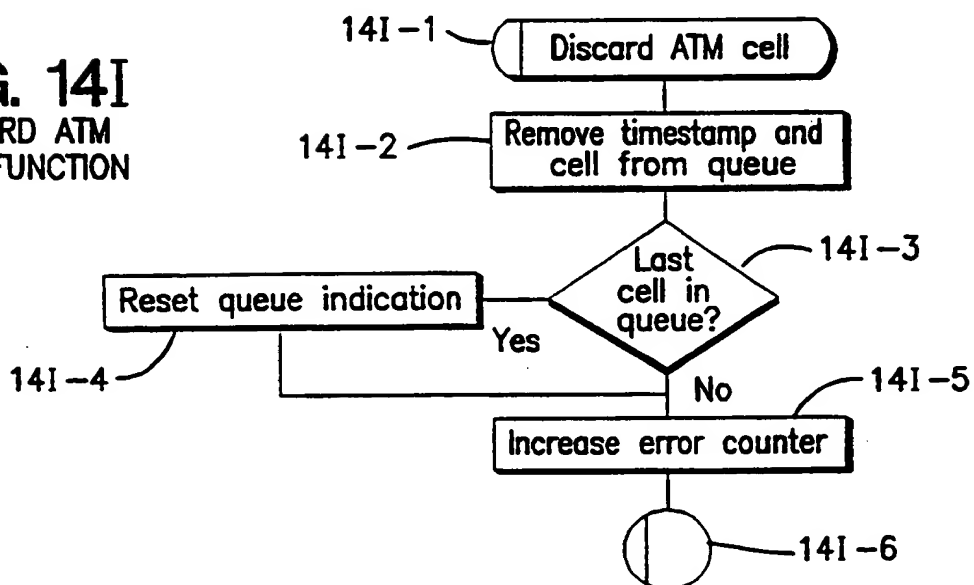 14I-1
Discard ATM cell
G. 14I
RD ATM
FUNCTION
14I-2
Remove timestamp and
cell from queue
14I-3
Last
cell in
queue?
Reset queue indication
Yes
14I-4
No
14I-5
Increase error counter
14I-6